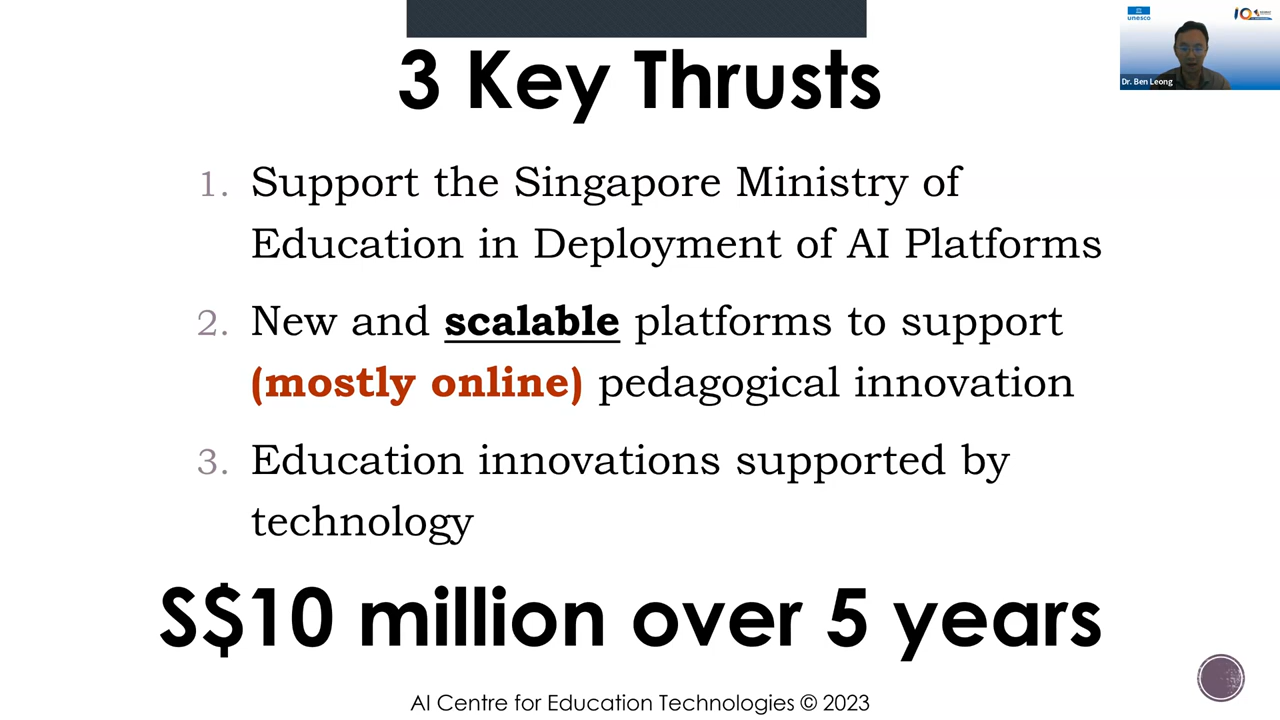 3 Key Thrusts
1. Support the Singapore Ministry of
Education in Deployment of AI Platforms
2. New and scalable platforms to support
(mostly online) pedagogical innovation
3. Education innovations supported by
technology
S$10 million over 5 years
AI Centre for Education Technologies © 2023
unesco
Dr. Ben Leong